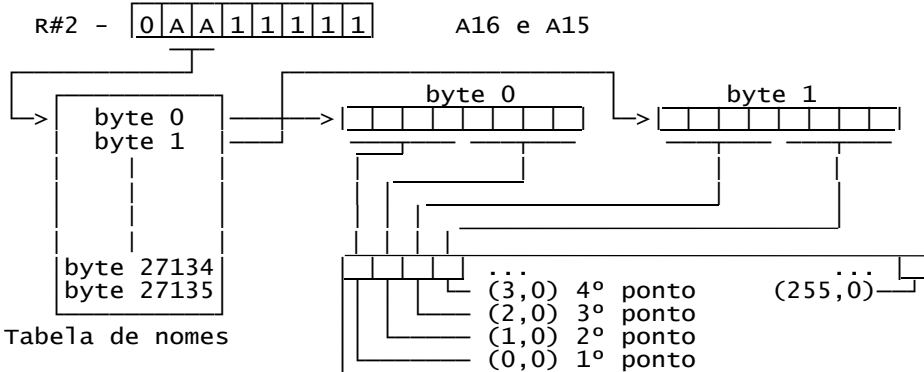 R#2 - 0 A A 1 1 1 1 1 A16 e A15
byte 0 byte 1
byte 0
byte 1
byte 27134 ... ...
byte 27135 (3,0) 4º ponto (255,0)
(2,0) 3º ponto
Tabela de nomes (1,0) 2º ponto
(0,0) 1º ponto